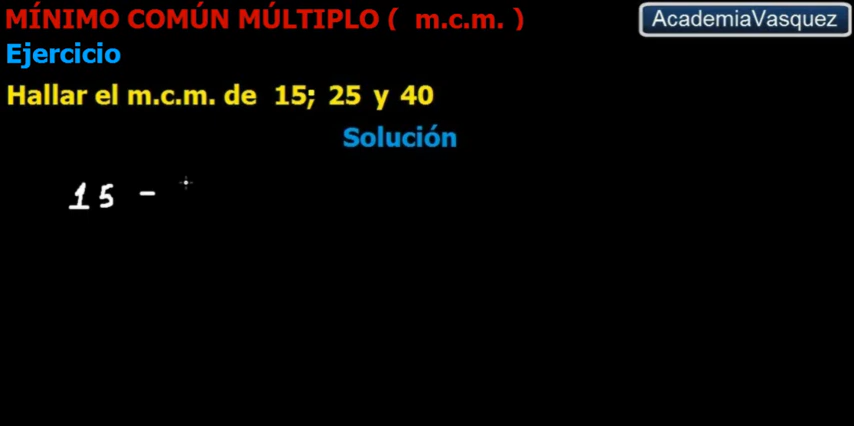 MÍNIMO COMÚN MÚLTIPLO ( m.c.m. )
AcademiaVasquez
Ejercicio
Hallar el m.c.m. de 15; 25 y 40
Solución
15 -